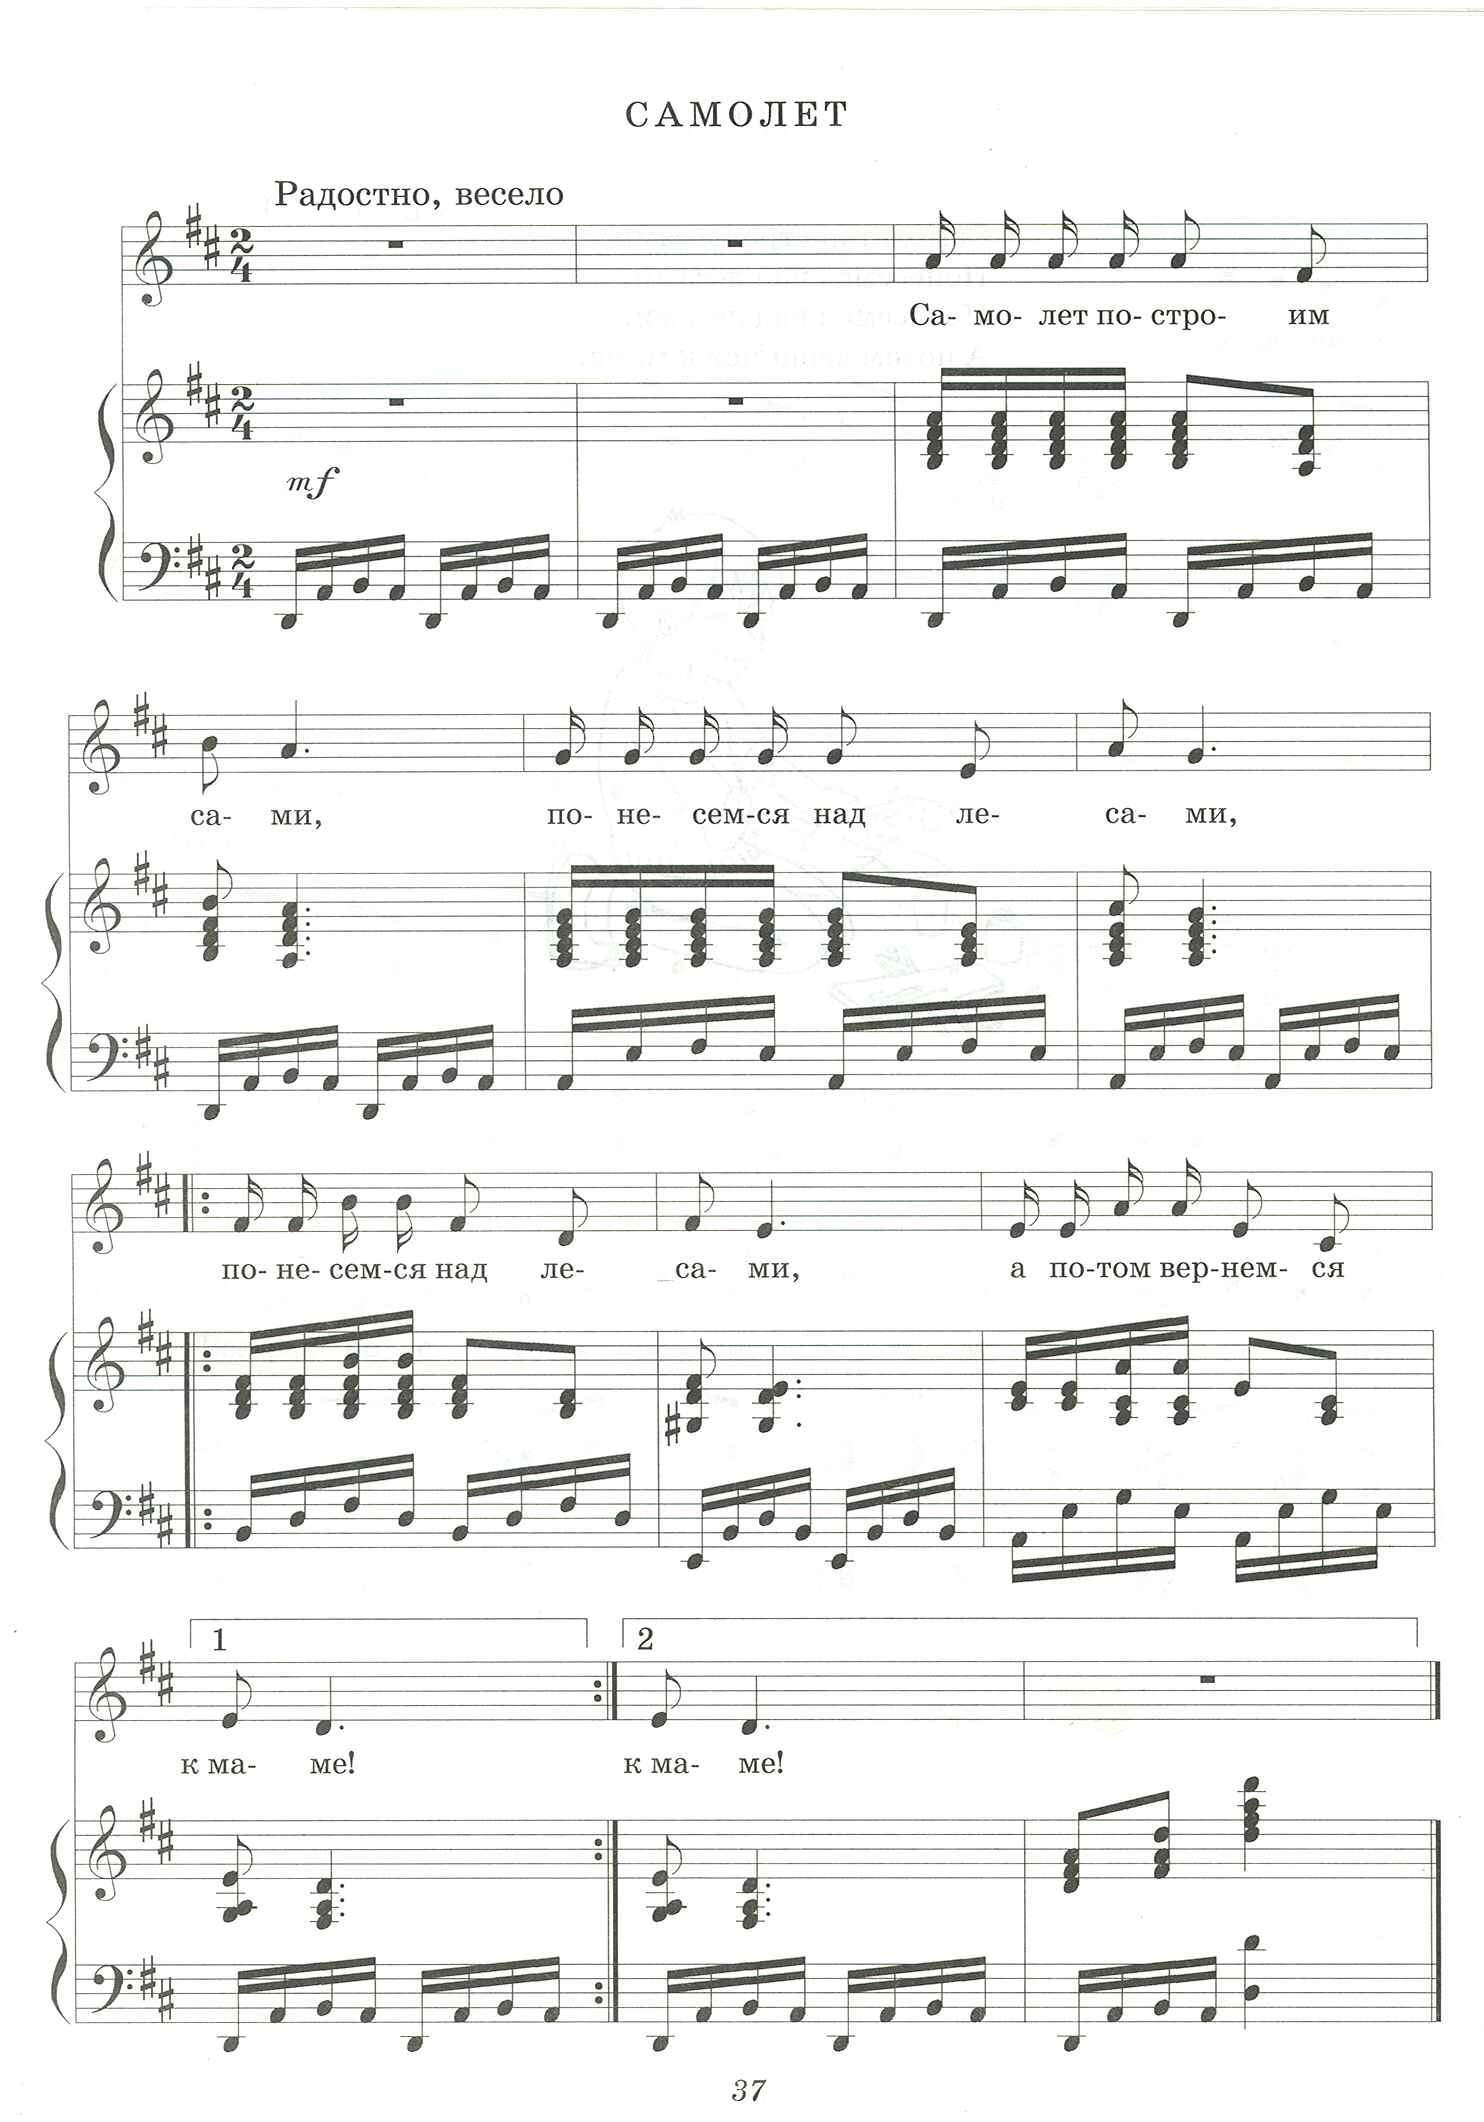 САМОЛЕТ
Радостно, весело
Са- мо- лет по- стро- им
mf
са- ми, по- не- сем-ся над ле- са- ми,
по- не- сем-ся над ле- са- ми, а по-том вер-нем- ся
1 2
к ма- ме! к ма- ме!
37